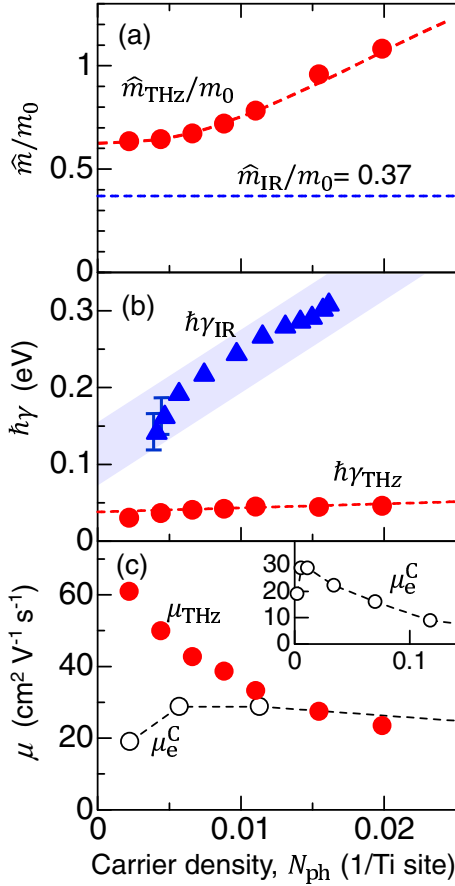 (a)
1
m̂THz/m0
m̂/m0
0.5
m̂IR/m0= 0.37
0
(b)
0.3
ħγIR
ħγ (eV)
0.2
0.1
ħγTHz
0
(c)
30
20
10
0
μeC
0 0.1
60
μTHz
μ (cm2 V-1 s-1)
40
20
μeC
0
0 0.01 0.02
Carrier density, Nph (1/Ti site)